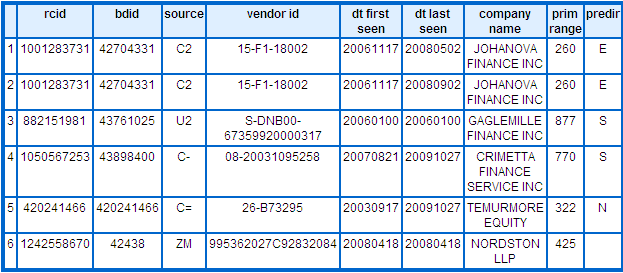 rcid bdid source vendor id dt first seen dt last seen company name prim range predir
1 1001283731 42704331 C2 15-F1-18002 20061117 20080502 JOHANOVA FINANCE INC 260 E
2 1001283731 42704331 C2 15-F1-18002 20061117 20080902 JOHANOVA FINANCE INC 260 E
3 882151981 43761025 U2 S-DNB00-67359920000317 20060100 20060100 GAGLEMILLE FINANCE INC 877 S
4 1050567253 43898400 C- 08-20031095258 20070821 20091027 CRIMETTA FINANCE SERVICE INC 770 S
5 420241466 420241466 C= 26-B73295 20030917 20091027 TEMURMORE EQUITY 322 N
6 1242558670 42438 ZM 995362027C92832084 20080418 20080418 NORDSTON LLP 425